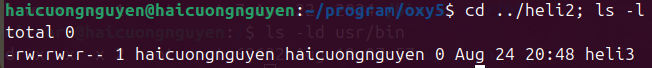 haicuongnguyen@haicuongnguyen:~/program/oxy5$ cd ../heli2; ls -l
total 0
$ ls -ld usr/bin
-rw-rw-r-- 1 haicuongnguyen haicuongnguyen 0 Aug 24 20:48 heli3